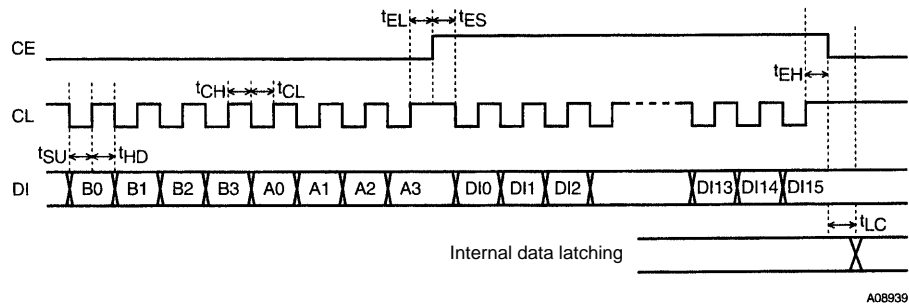 tEL tES
CE
tEH
tCH tCL
CL
tSU tHD
DI B0 B1 B2 B3 A0 A1 A2 A3 DI0 DI1 DI2 DI13 DI14 DI15
tLC
Internal data latching
A08939